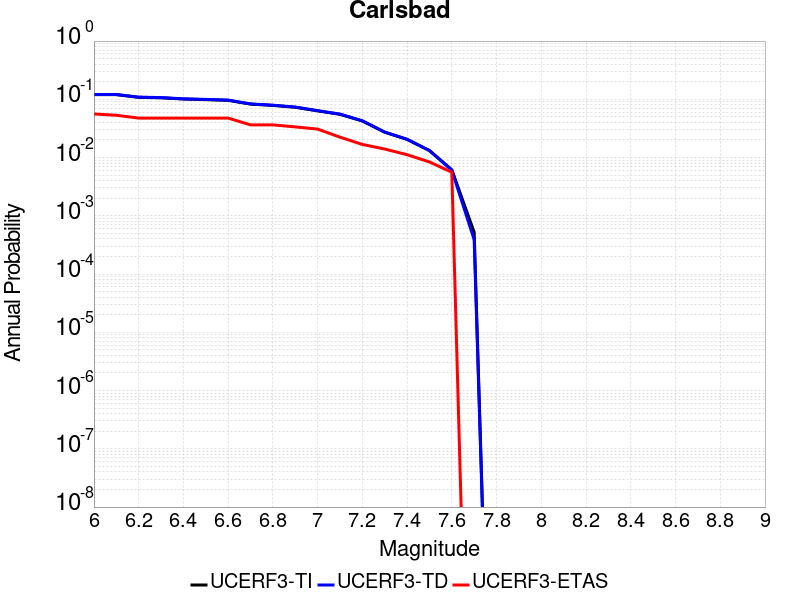 Carlsbad
10^0
10^-1
10^-2
10^-3
10^-4
10^-5
10^-6
10^-7
10^-8
Annual Probability
6 6.2 6.4 6.6 6.8 7 7.2 7.4 7.6 7.8 8 8.2 8.4 8.6 8.8 9
Magnitude
UCERF3-TI UCERF3-TD UCERF3-ETAS